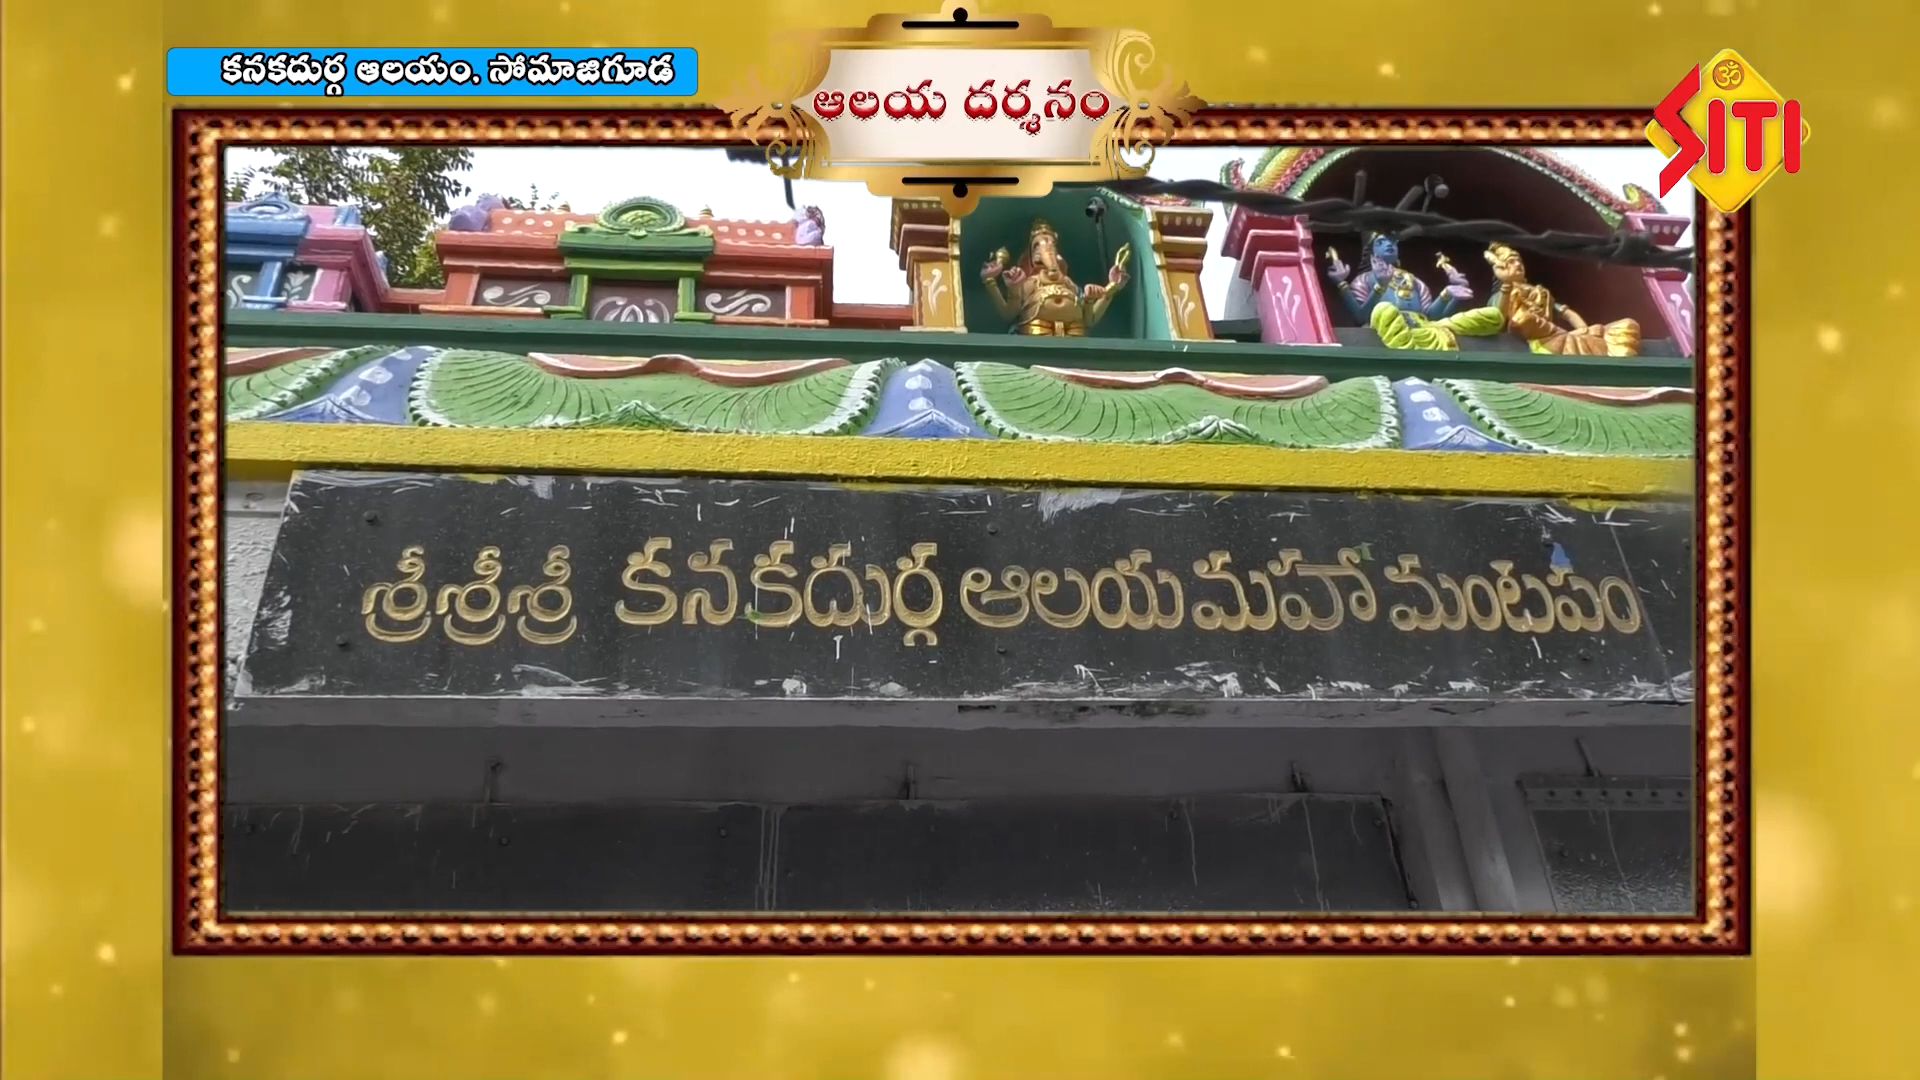 కనకదుర్గ ఆలయం. సోమాజిగూడ
ఆలయ దర్శనం
SITI
శ్రీశ్రీశ్రీ కనకదుర్గ ఆలయ మహా మంటపం